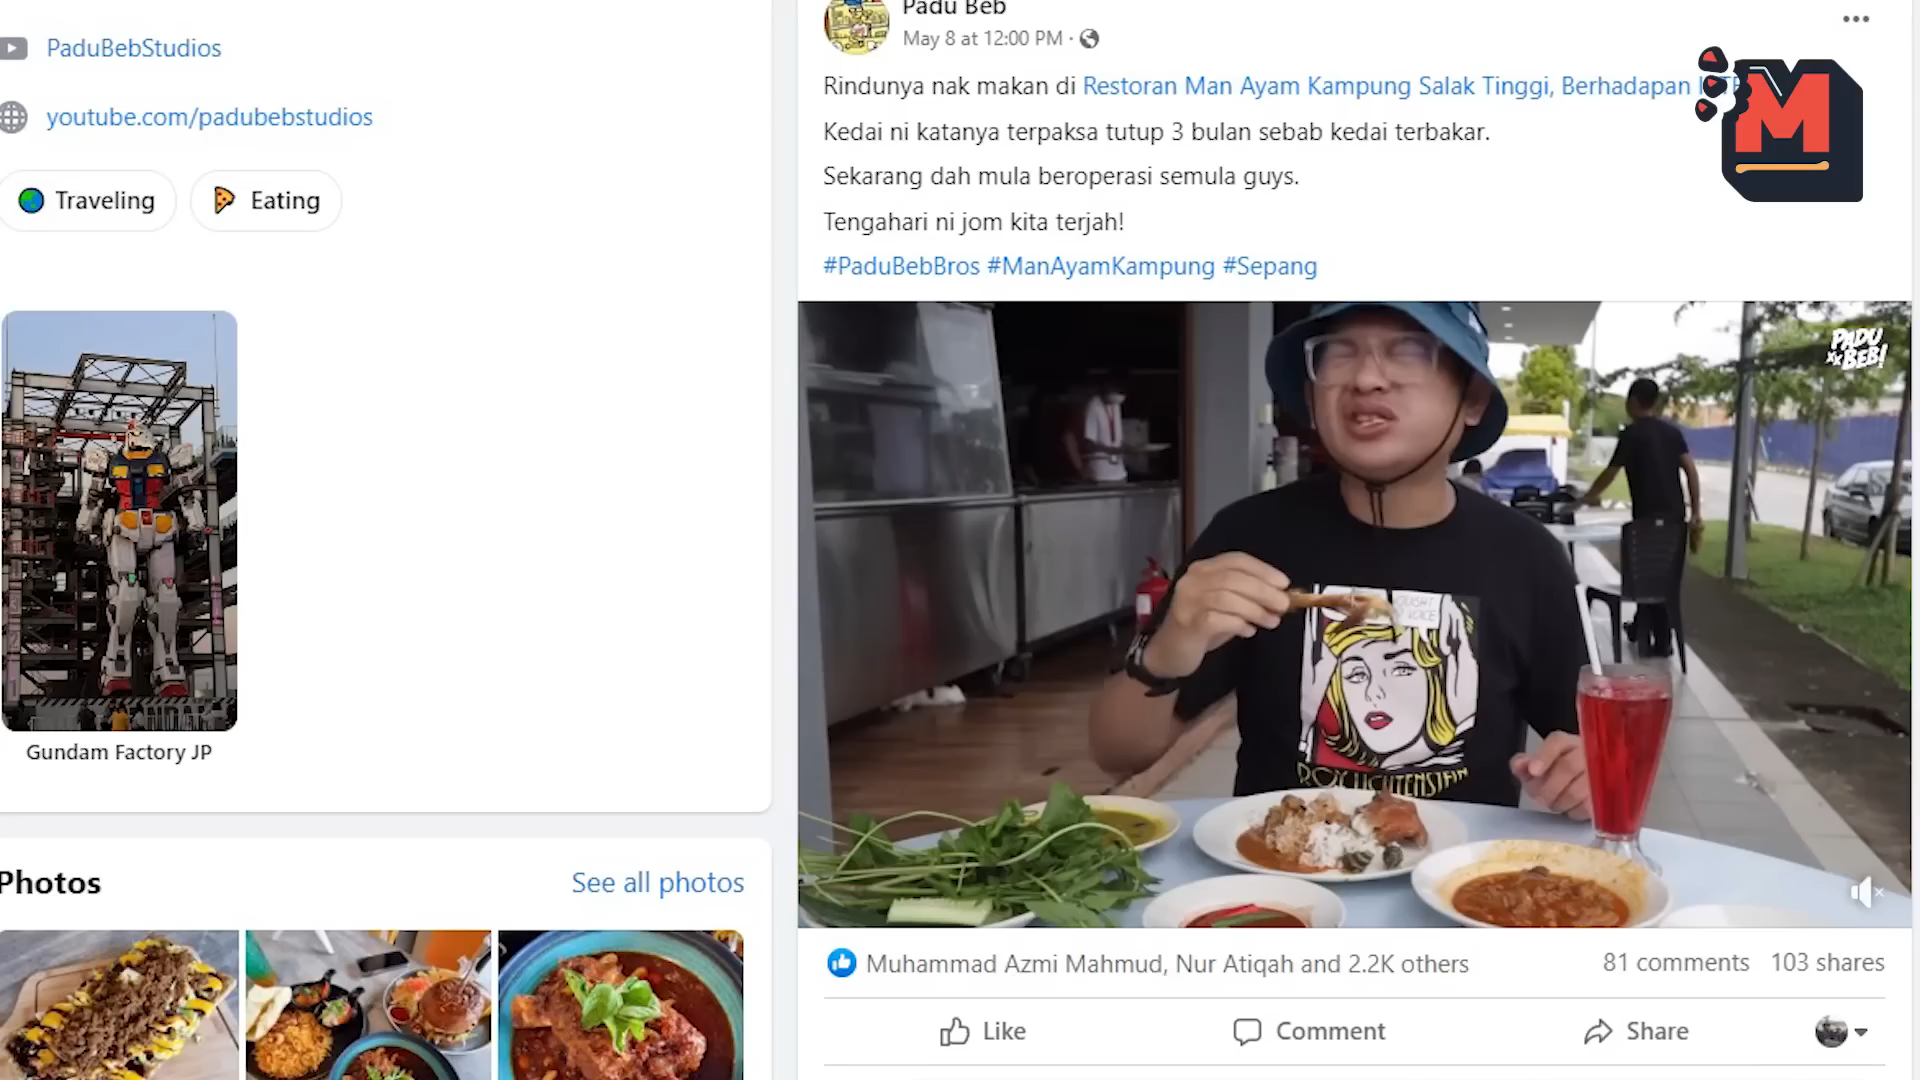 PaduBebStudios
youtube.com/padubebstudios
Traveling
Eating
Gundam Factory JP
Photos
See all photos
Padu Beb
May 8 at 12:00 PM ·
Rindunya nak makan di Restoran Man Ayam Kampung Salak Tinggi, Berhadapan
Kedai ni katanya terpaksa tutup 3 bulan sebab kedai terbakar.
Sekarang dah mula beroperasi semula guys.
Tengahari ni jom kita terjah!
#PaduBebBros #ManAyamKampung #Sepang
M
PADU
BEB!
VOICE
ROY LICHTENSTEIN
Muhammad Azmi Mahmud, Nur Atiqah and 2.2K others
81 comments 103 shares
Like
Comment
Share